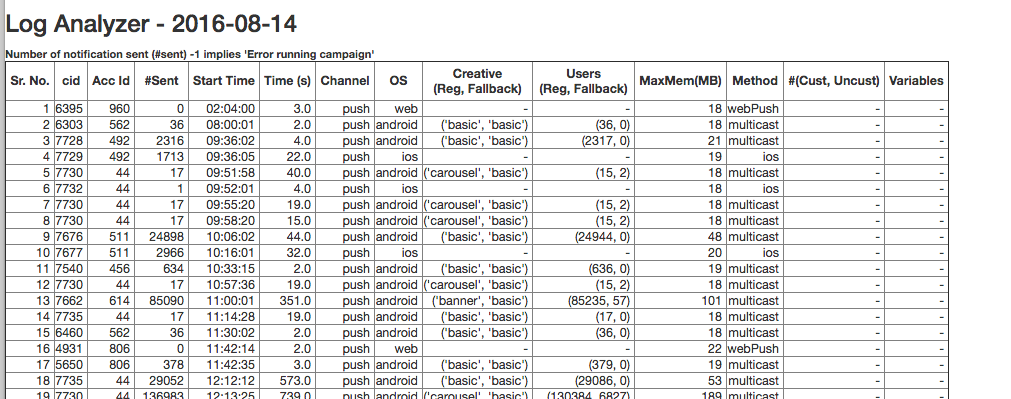 Log Analyzer - 2016-08-14
Number of notification sent (#sent) -1 implies 'Error running campaign'
Sr. No. cid Acc Id #Sent Start Time Time (s) Channel OS Creative (Reg, Fallback) Users (Reg, Fallback) MaxMem(MB) Method #(Cust, Uncust) Variables
1 6395 960 0 02:04:00 3.0 push web - - 18 webPush - -
2 6303 562 36 08:00:01 2.0 push android ('basic', 'basic') (36, 0) 18 multicast - -
3 7728 492 2316 09:36:02 4.0 push android ('basic', 'basic') (2317, 0) 21 multicast - -
4 7729 492 1713 09:36:05 22.0 push ios - - 19 ios - -
5 7730 44 17 09:51:58 40.0 push android ('carousel', 'basic') (15, 2) 18 multicast - -
6 7732 44 1 09:52:01 4.0 push ios - - 18 ios - -
7 7730 44 17 09:55:20 19.0 push android ('carousel', 'basic') (15, 2) 18 multicast - -
8 7730 44 17 09:58:20 15.0 push android ('carousel', 'basic') (15, 2) 18 multicast - -
9 7676 511 24898 10:06:02 44.0 push android ('basic', 'basic') (24944, 0) 48 multicast - -
10 7677 511 2966 10:16:01 32.0 push ios - - 20 ios - -
11 7540 456 634 10:33:15 2.0 push android ('basic', 'basic') (636, 0) 19 multicast - -
12 7730 44 17 10:57:36 19.0 push android ('carousel', 'basic') (15, 2) 18 multicast - -
13 7662 614 85090 11:00:01 351.0 push android ('banner', 'basic') (85235, 57) 101 multicast - -
14 7735 44 17 11:14:28 19.0 push android ('basic', 'basic') (17, 0) 18 multicast - -
15 6460 562 36 11:30:02 2.0 push android ('basic', 'basic') (36, 0) 18 multicast - -
16 4931 806 0 11:42:14 2.0 push web - - 22 webPush - -
17 5650 806 378 11:42:35 3.0 push android ('basic', 'basic') (379, 0) 19 multicast - -
18 7735 44 29052 12:12:12 573.0 push android ('basic', 'basic') (29086, 0) 53 multicast - -
19 7730 44 136983 12:13:25 739.0 push android ('carousel', 'basic') (130384, 6827) 189 multicast - -